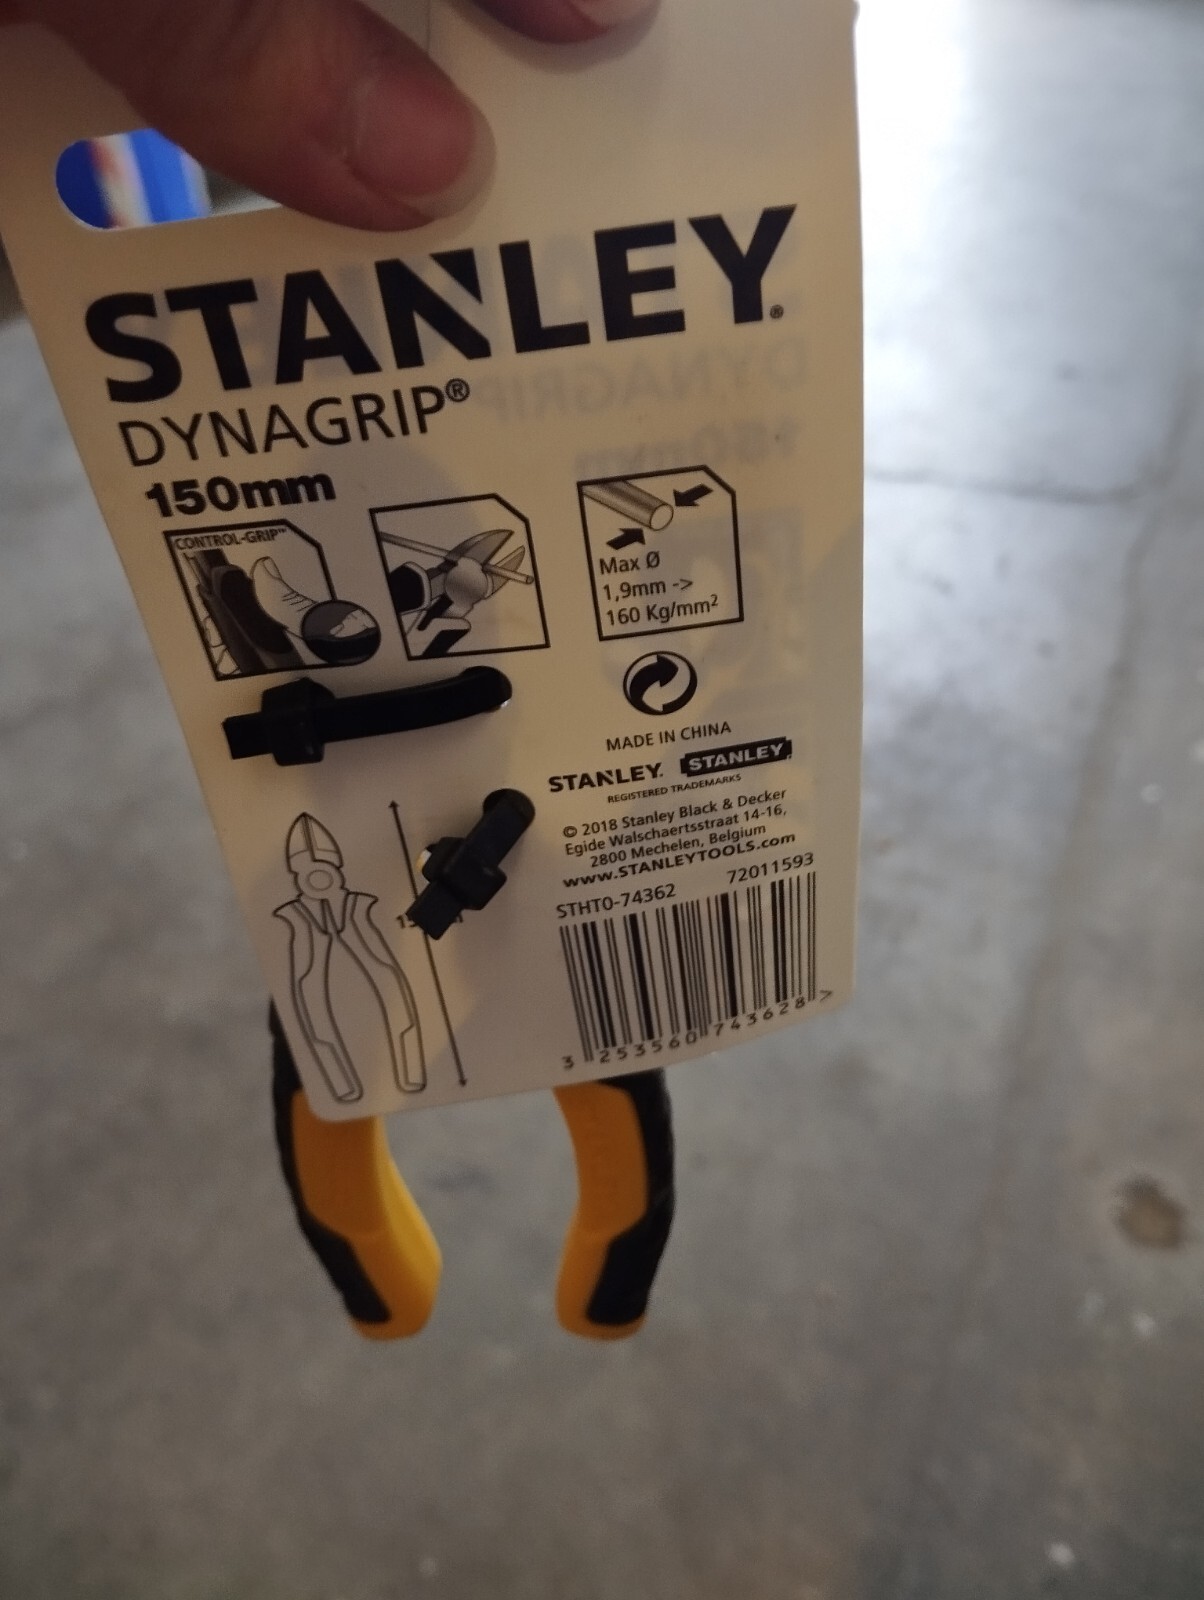 STANLEY®
DYNAGRIP®
150mm
CONTROL-GRIP™
Max Ø
1,9mm ->
160 Kg/mm²
MADE IN CHINA
STANLEY. STANLEY.
REGISTERED TRADEMARKS
© 2018 Stanley Black & Decker
Egide Walschaertsstraat 14-16,
2800 Mechelen, Belgium
www.STANLEYTOOLS.com
STHT0-74362 72011593
3 253560 743628 >